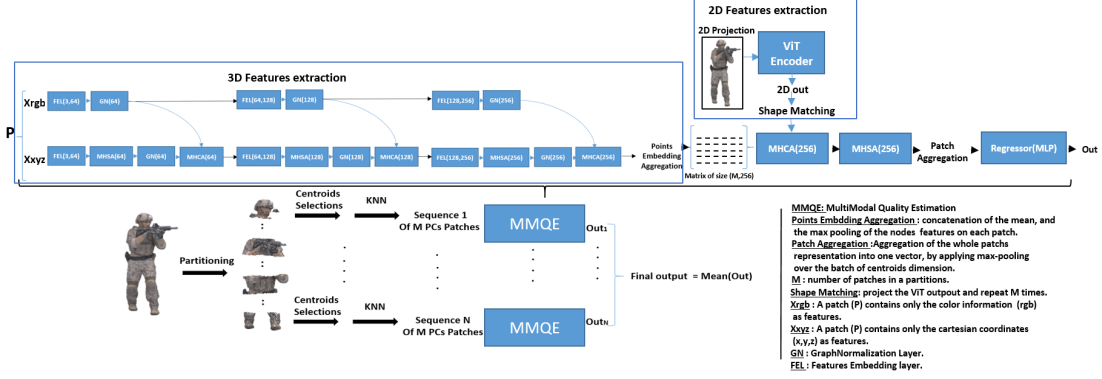 2D Features extraction
2D Projection
ViT
Encoder
2D out
Shape Matching
3D Features extraction
P
Xrgb
FEL(3,64)
GN(64)
FEL(64,128)
GN(128)
FEL(128,256)
GN(256)
Xxyz
FEL(3,64)
MHSA(64)
GN(64)
MHCA(64)
FEL(64,128)
MHSA(128)
GN(128)
MHCA(128)
FEL(128,256)
MHSA(256)
GN(256)
MHCA(256)
Points
Embedding
Aggregation
Matrix of size (M,256)
MHCA(256)
MHSA(256)
Patch
Aggregation
Regressor(MLP)
Out
Partitioning
Centroids
Selections
KNN
Sequence 1
Of M PCs Patches
MMQE
Out₁
Final output = Mean(Out)
Centroids
Selections
KNN
Sequence N
Of M PCs Patches
MMQE
Outₙ
MMQE: MultiModal Quality Estimation
Points Embdding Aggregation : concatenation of the mean, and
the max pooling of the nodes features on each patch.
Patch Aggregation :Aggregation of the whole patchs
representation into one vector, by applying max-pooling
over the batch of centroids dimension.
M : number of patches in a partitions.
Shape Matching: project the ViT outpout and repeat M times.
Xrgb : A patch (P) contains only the color information (rgb)
as features.
Xxyz : A patch (P) contains only the cartesian coordinates
(x,y,z) as features.
GN : GraphNormalization Layer.
FEL : Features Embedding layer.